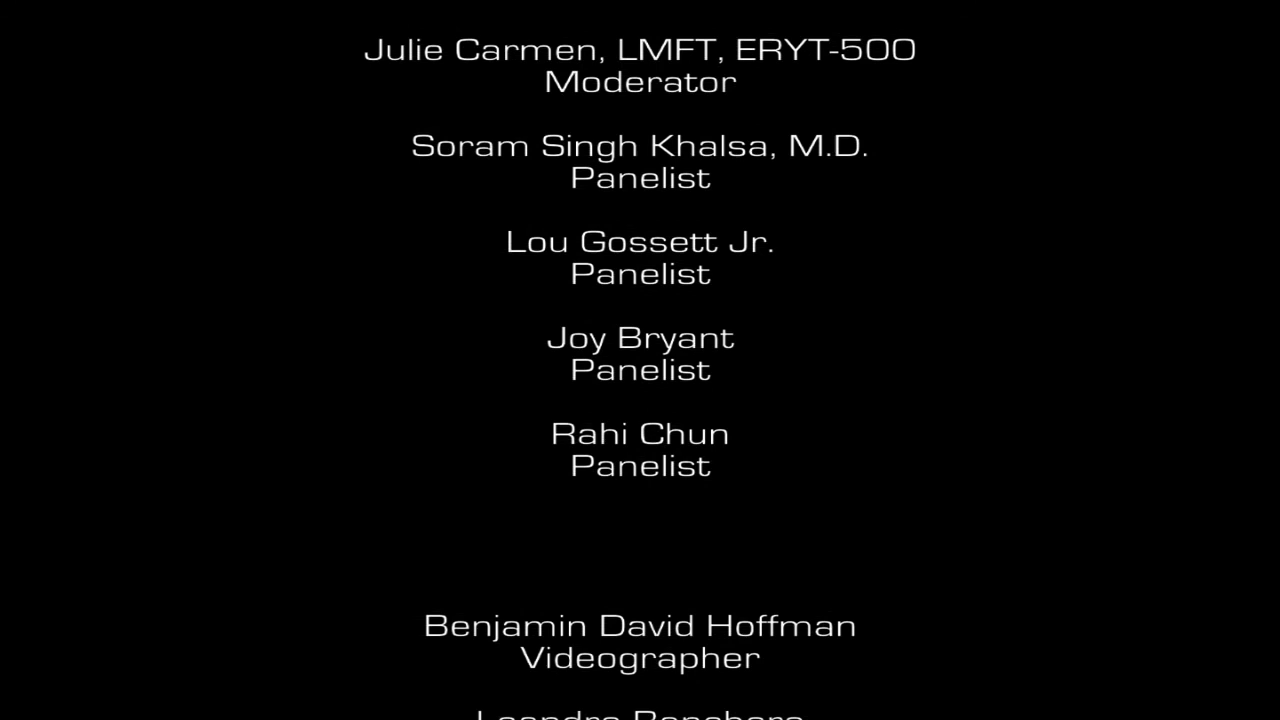 Julie Carmen, LMFT, ERYT-500
Moderator
Soram Singh Khalsa, M.D.
Panelist
Lou Gossett Jr.
Panelist
Joy Bryant
Panelist
Rahi Chun
Panelist
Benjamin David Hoffman
Videographer